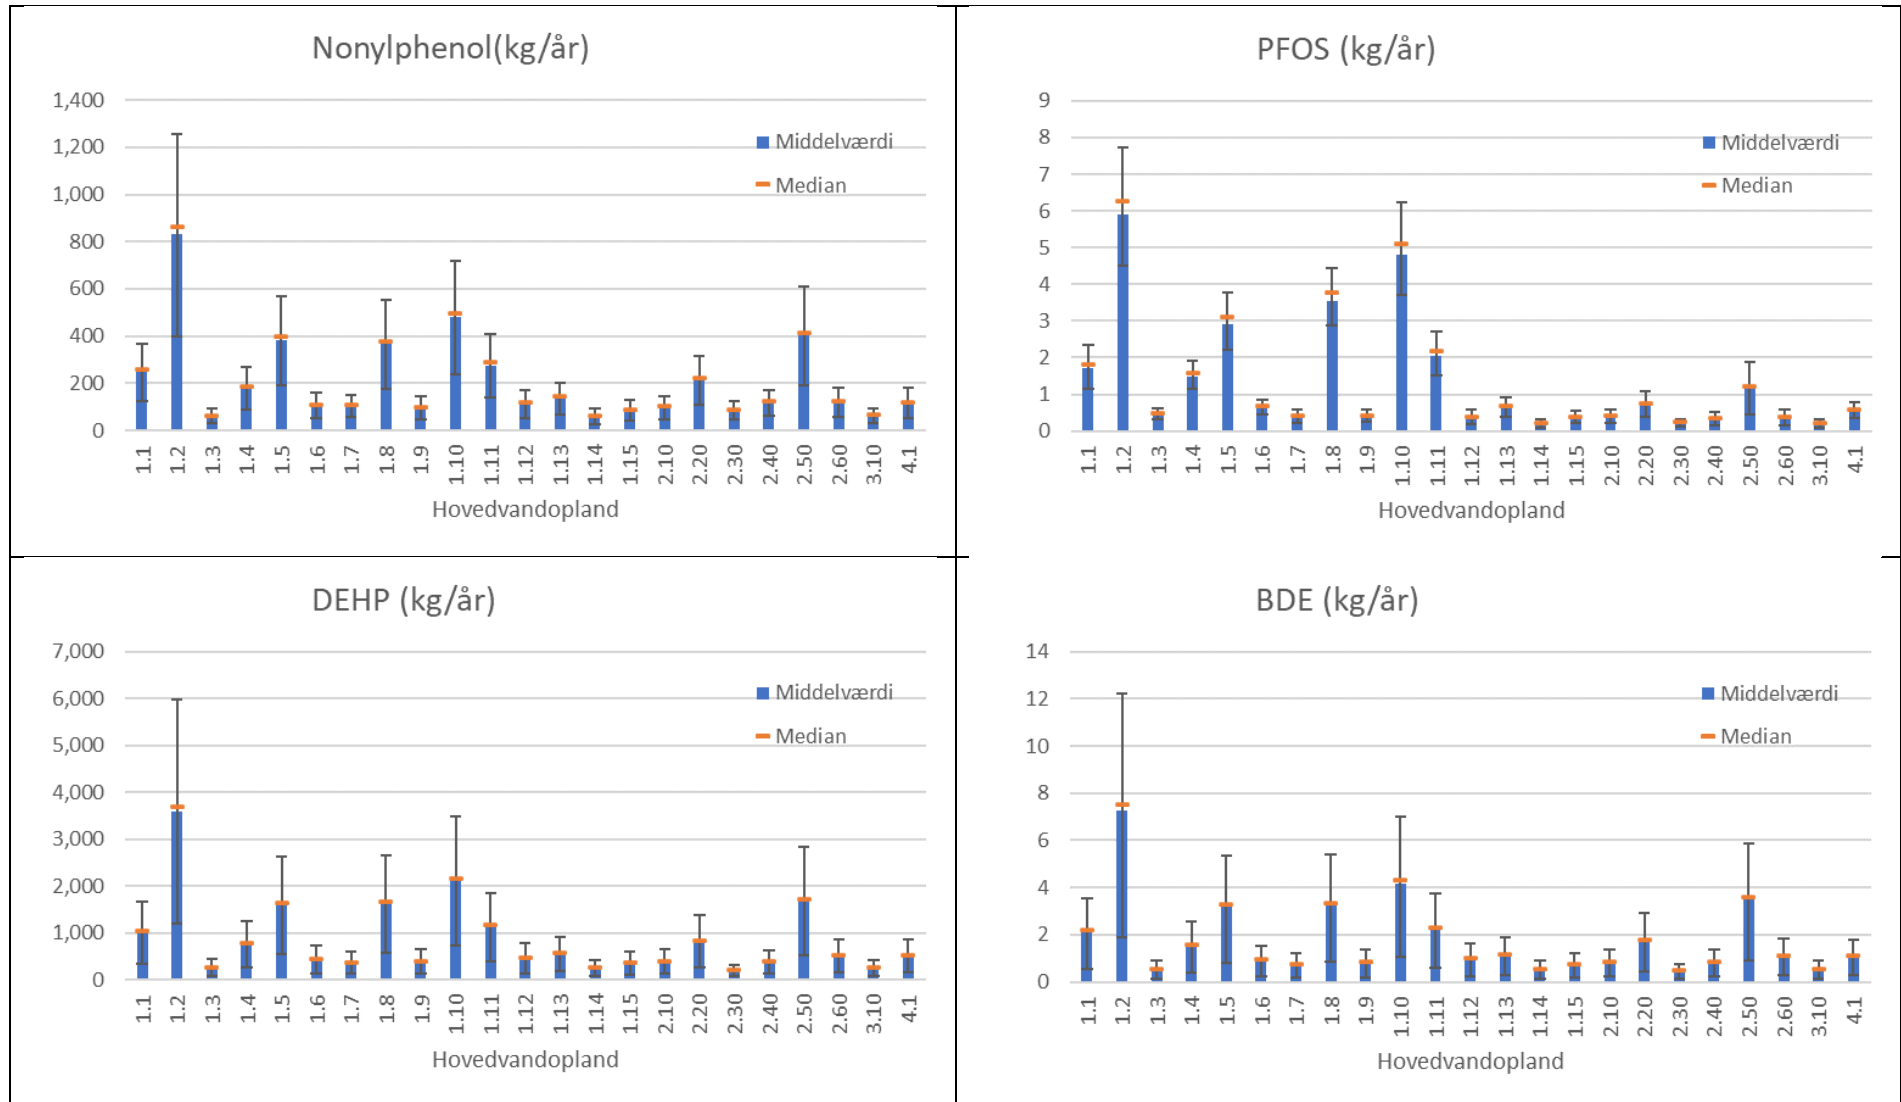 Nonylphenol(kg/år)
1,400
1,200
1,000
800
600
400
200
0
Middelværdi
Median
1.1 1.2 1.3 1.4 1.5 1.6 1.7 1.8 1.9 1.10 1.11 1.12 1.13 1.14 1.15 2.10 2.20 2.30 2.40 2.50 2.60 3.10 4.1
Hovedvandopland
PFOS (kg/år)
9
8
7
6
5
4
3
2
1
0
Middelværdi
Median
1.1 1.2 1.3 1.4 1.5 1.6 1.7 1.8 1.9 1.10 1.11 1.12 1.13 1.14 1.15 2.10 2.20 2.30 2.40 2.50 2.60 3.10 4.1
Hovedvandopland
DEHP (kg/år)
7,000
6,000
5,000
4,000
3,000
2,000
1,000
0
Middelværdi
Median
1.1 1.2 1.3 1.4 1.5 1.6 1.7 1.8 1.9 1.10 1.11 1.12 1.13 1.14 1.15 2.10 2.20 2.30 2.40 2.50 2.60 3.10 4.1
Hovedvandopland
BDE (kg/år)
14
12
10
8
6
4
2
0
Middelværdi
Median
1.1 1.2 1.3 1.4 1.5 1.6 1.7 1.8 1.9 1.10 1.11 1.12 1.13 1.14 1.15 2.10 2.20 2.30 2.40 2.50 2.60 3.10 4.1
Hovedvandopland